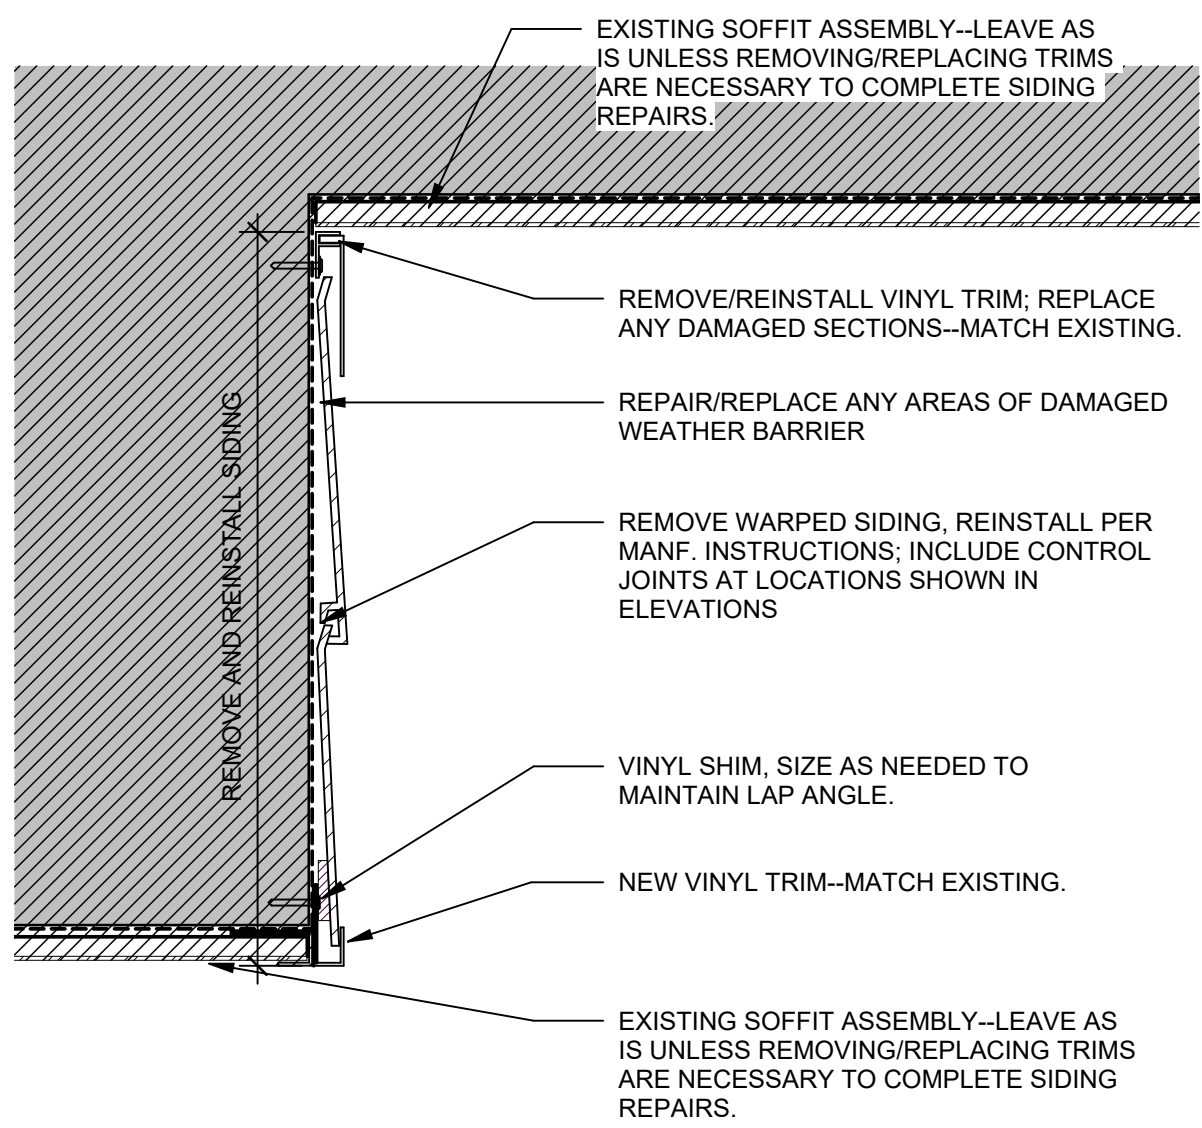 EXISTING SOFFIT ASSEMBLY--LEAVE AS
IS UNLESS REMOVING/REPLACING TRIMS
ARE NECESSARY TO COMPLETE SIDING
REPAIRS.
REMOVE/REINSTALL VINYL TRIM; REPLACE
ANY DAMAGED SECTIONS--MATCH EXISTING.
REPAIR/REPLACE ANY AREAS OF DAMAGED
WEATHER BARRIER
REMOVE AND REINSTALL SIDING
REMOVE WARPED SIDING, REINSTALL PER
MANF. INSTRUCTIONS; INCLUDE CONTROL
JOINTS AT LOCATIONS SHOWN IN
ELEVATIONS
VINYL SHIM, SIZE AS NEEDED TO
MAINTAIN LAP ANGLE.
NEW VINYL TRIM--MATCH EXISTING.
EXISTING SOFFIT ASSEMBLY--LEAVE AS
IS UNLESS REMOVING/REPLACING TRIMS
ARE NECESSARY TO COMPLETE SIDING
REPAIRS.